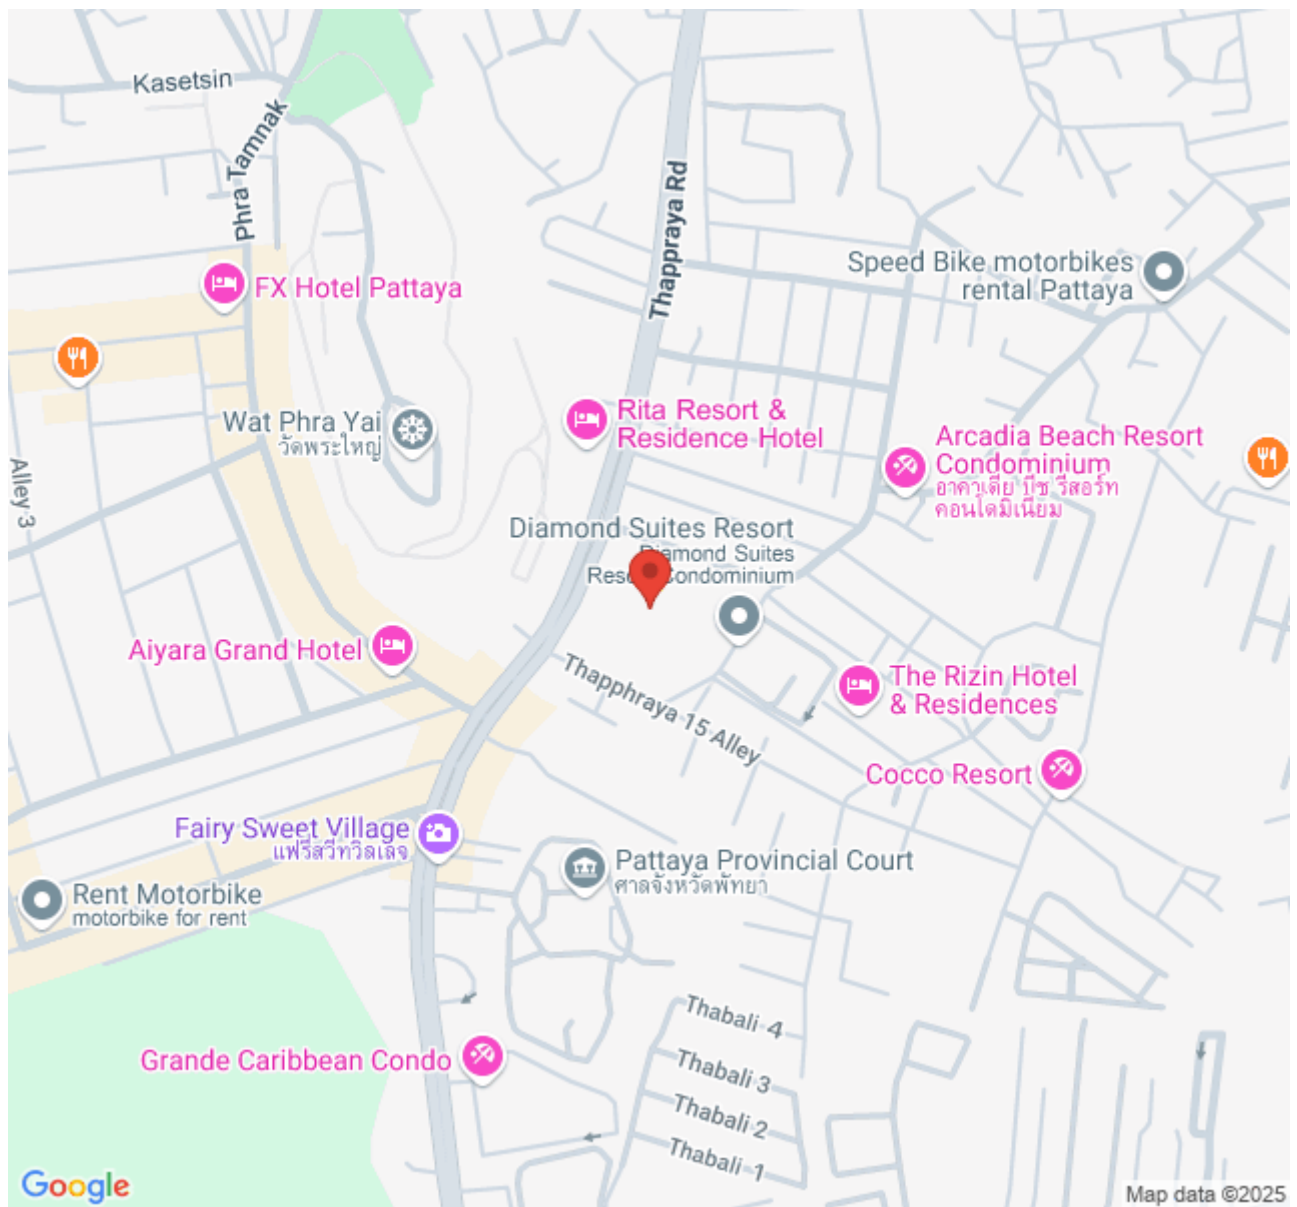 Kasetsin
Phra Tamnak
Thappraya Rd
Speed Bike motorbikes
rental Pattaya
FX Hotel Pattaya
Rita Resort &
Residence Hotel
Wat Phra Yai
วัดพระใหญ่
Arcadia Beach Resort
Condominium
อาคาเดีย บีช รีสอร์ท
คอนโดมิเนียม
Alley 3
Diamond Suites Resort
Diamond Suites
Condominium
Aiyara Grand Hotel
Thapphraya 15 Alley
The Rizin Hotel
& Residences
Cocco Resort
Fairy Sweet Village
แฟรี่สวีทวิลเลจ
Pattaya Provincial Court
ศาลจังหวัดพัทยา
Rent Motorbike
motorbike for rent
Thabali 4
Grande Caribbean Condo
Thabali 3
Thabali 2
Thabali 1
Google
Map data ©2025